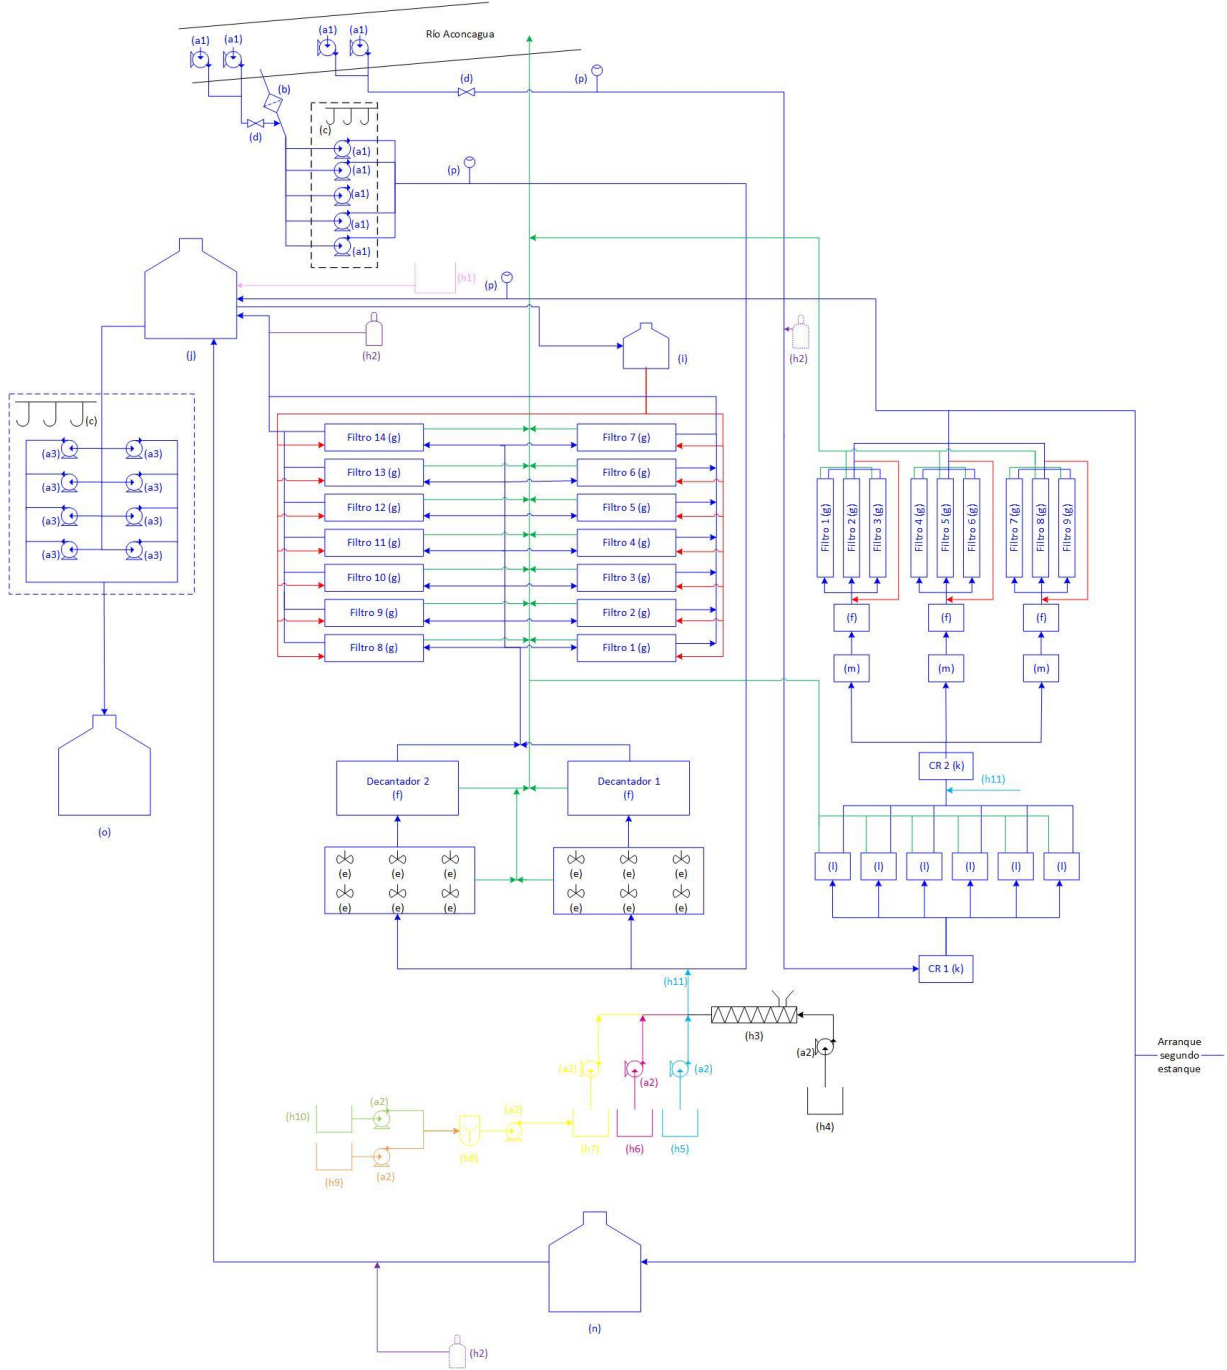 Río Aconcagua
(a1)
(a1)
(a1)
(a1)
(b)
(d)
(p)
(d)
(c)
(a1)
(a1)
(a1)
(a1)
(a1)
(p)
(h1)
(p)
(j)
(h2)
(i)
(h2)
(c)
(a3)
(a3)
(a3)
(a3)
(a3)
(a3)
(a3)
(a3)
(o)
Filtro 14 (g)
Filtro 7 (g)
Filtro 13 (g)
Filtro 6 (g)
Filtro 12 (g)
Filtro 5 (g)
Filtro 11 (g)
Filtro 4 (g)
Filtro 10 (g)
Filtro 3 (g)
Filtro 9 (g)
Filtro 2 (g)
Filtro 8 (g)
Filtro 1 (g)
Filtro 1 (g)
Filtro 2 (g)
Filtro 3 (g)
Filtro 4 (g)
Filtro 5 (g)
Filtro 6 (g)
Filtro 7 (g)
Filtro 8 (g)
Filtro 9 (g)
(f)
(f)
(f)
(m)
(m)
(m)
CR 2 (k)
(h11)
(l)
(l)
(l)
(l)
(l)
(l)
CR 1 (k)
Decantador 2
(f)
Decantador 1
(f)
(e)
(e)
(e)
(e)
(e)
(e)
(e)
(e)
(e)
(e)
(e)
(e)
(h11)
(h3)
(a2)
(a2)
(a2)
(a2)
(h4)
(h10)
(a2)
(a2)
(h8)
(h7)
(h6)
(h5)
(h9)
(a2)
Arranque
segundo
estanque
(n)
(h2)